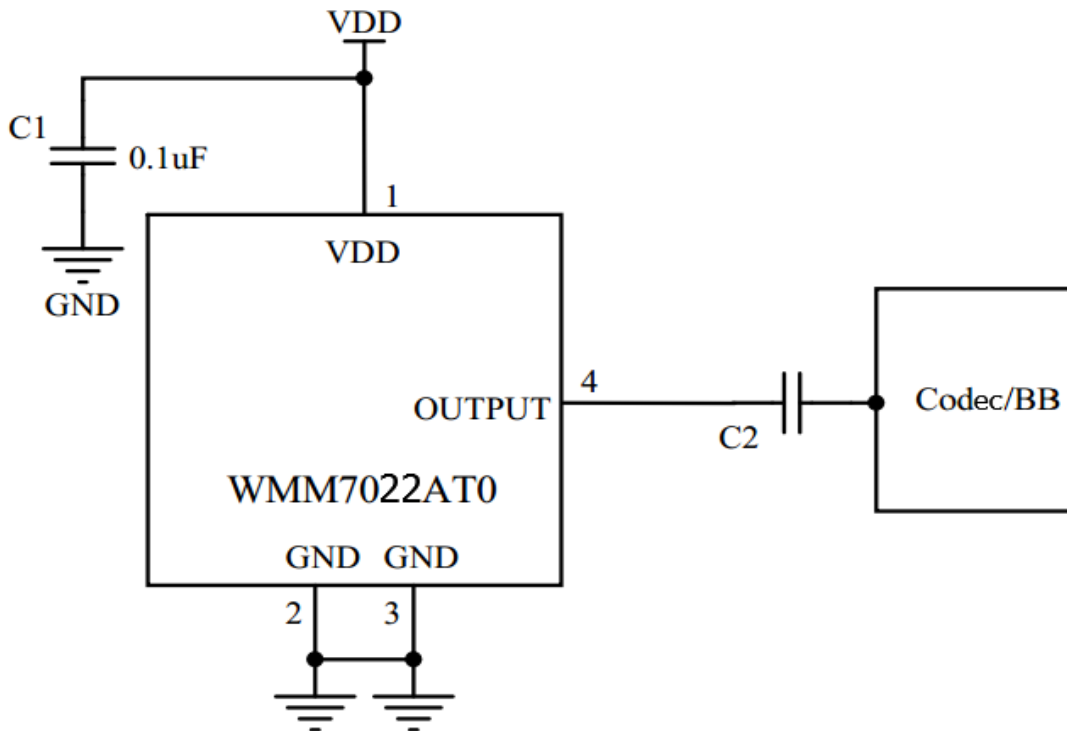 VDD
C1
0.1uF
GND
1
VDD
4
OUTPUT
C2
Codec/BB
WMM7022AT0
GND GND
2 3